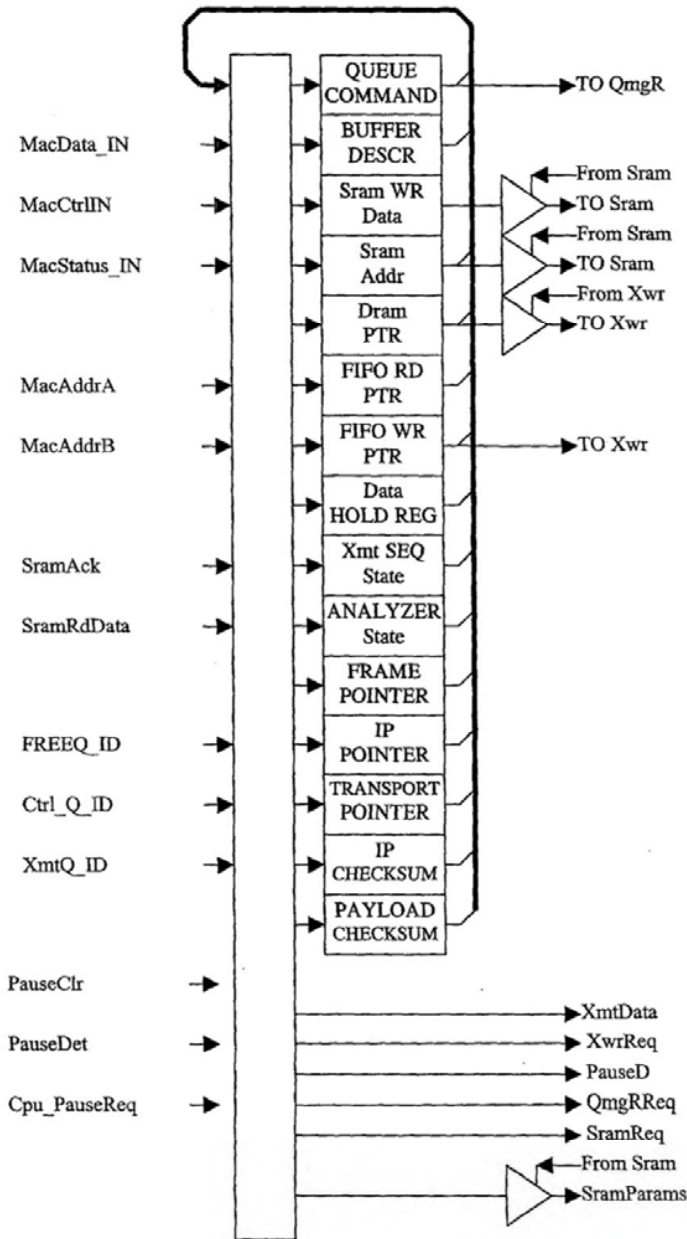 QUEUE
COMMAND
TO QmgR
MacData_IN
BUFFER
DESCR
From Sram
MacCtrlIN
Sram WR
Data
TO Sram
From Sram
MacStatus_IN
Sram
Addr
TO Sram
From Xwr
Dram
PTR
TO Xwr
MacAddrA
FIFO RD
PTR
MacAddrB
FIFO WR
PTR
TO Xwr
Data
HOLD REG
SramAck
Xmt SEQ
State
SramRdData
ANALYZER
State
FRAME
POINTER
FREEQ_ID
IP
POINTER
Ctrl_Q_ID
TRANSPORT
POINTER
XmtQ_ID
IP
CHECKSUM
PAYLOAD
CHECKSUM
PauseClr
XmtData
PauseDet
XwrReq
PauseD
Cpu_PauseReq
QmgRReq
SramReq
From Sram
SramParams